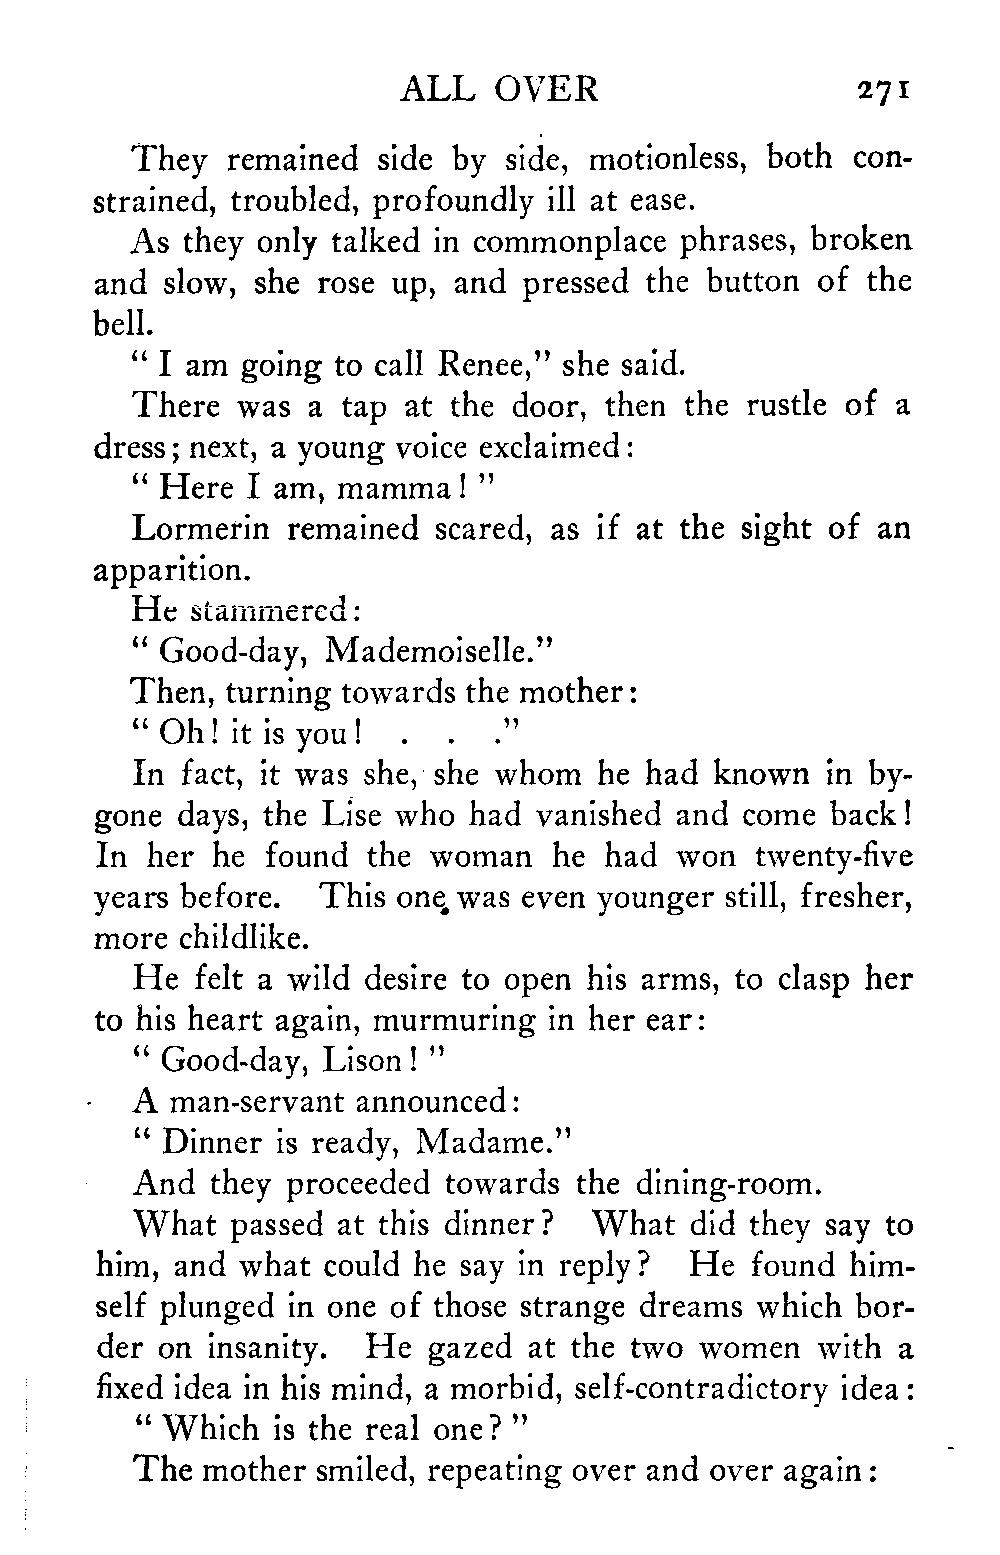 ALL OVER 271
They remained side by side, motionless, both con-
strained, troubled, profoundly ill at ease.
As they only talked in commonplace phrases, broken
and slow, she rose up, and pressed the button of the
bell.
" I am going to call Renee," she said.
There was a tap at the door, then the rustle of a
dress; next, a young voice exclaimed:
" Here I am, mamma! "
Lormerin remained scared, as if at the sight of an
apparition.
He stammered:
" Good-day, Mademoiselle."
Then, turning towards the mother:
" Oh! it is you! . . ."
In fact, it was she, she whom he had known in by-
gone days, the Lise who had vanished and come back!
In her he found the woman he had won twenty-five
years before. This one was even younger still, fresher,
more childlike.
He felt a wild desire to open his arms, to clasp her
to his heart again, murmuring in her ear:
" Good-day, Lison! "
A man-servant announced:
" Dinner is ready, Madame."
And they proceeded towards the dining-room.
What passed at this dinner? What did they say to
him, and what could he say in reply? He found him-
self plunged in one of those strange dreams which bor-
der on insanity. He gazed at the two women with a
fixed idea in his mind, a morbid, self-contradictory idea:
" Which is the real one? "
The mother smiled, repeating over and over again: